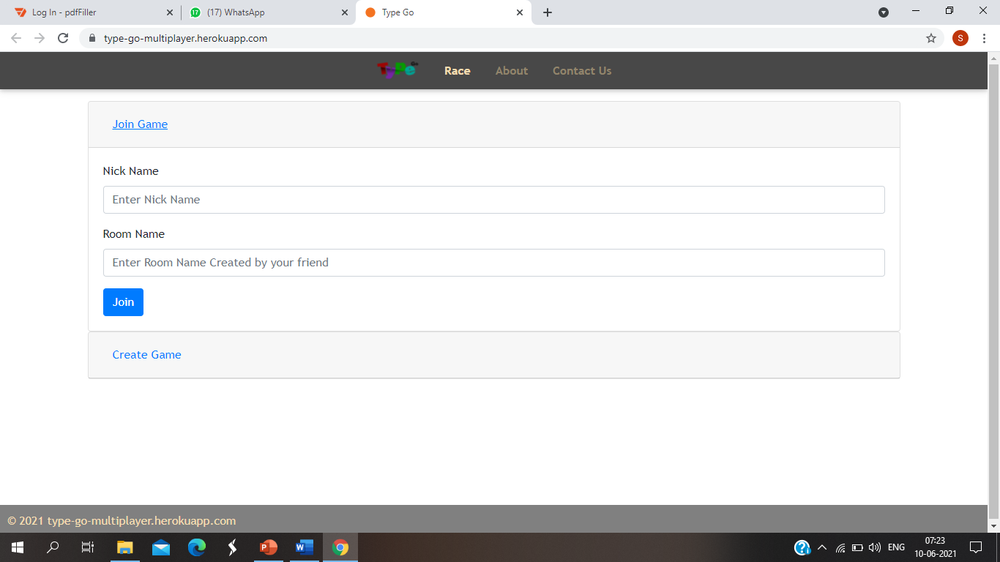 Log In - pdfFiller
17 (17) WhatsApp
Type Go
type-go-multiplayer.herokuapp.com
S
Type Race About Contact Us
Join Game
Nick Name
Enter Nick Name
Room Name
Enter Room Name Created by your friend
Join
Create Game
© 2021 type-go-multiplayer.herokuapp.com
ENG
07:23
10-06-2021